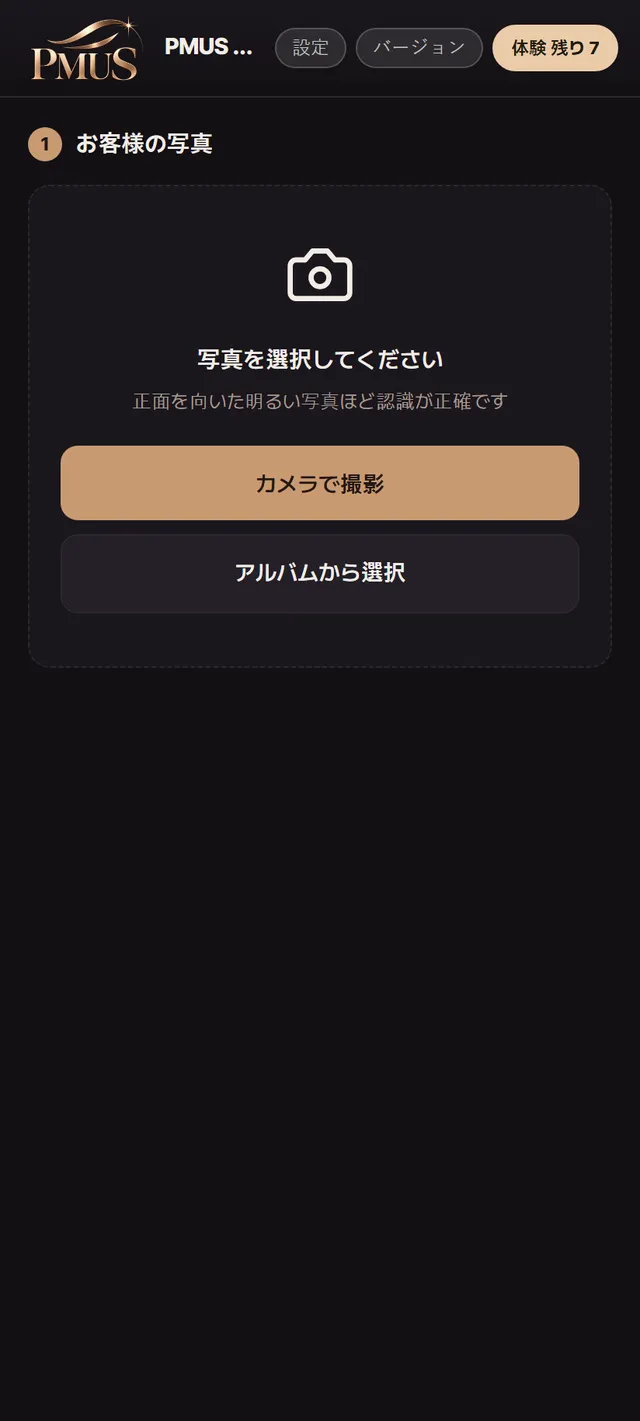 PMUS
PMUS ...
設定
バージョン
体験 残り 7
1
お客様の写真
写真を選択してください
正面を向いた明るい写真ほど認識が正確です
カメラで撮影
アルバムから選択